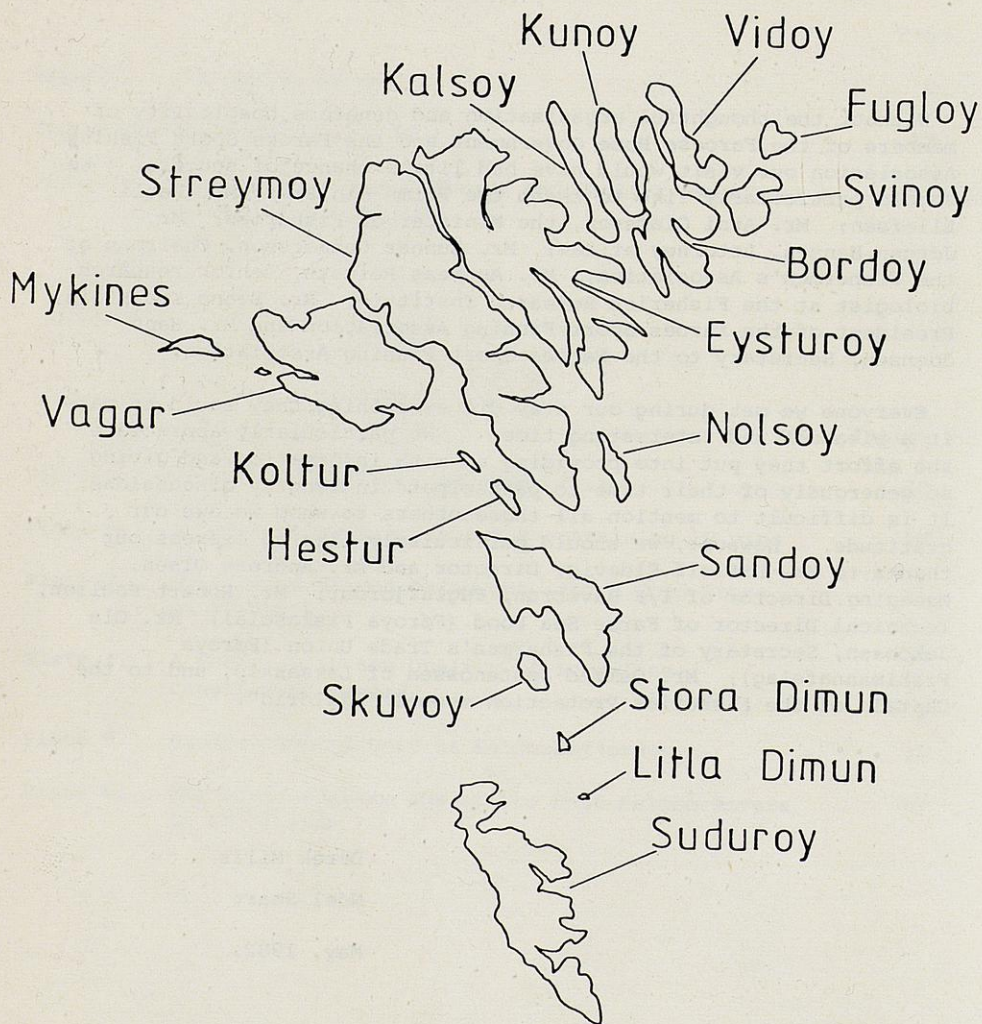 Kunoy
Vidoy
Kalsoy
Fugloy
Streymoy
Svinoy
Bordoy
Mykines
Eysturoy
Vagar
Nolsoy
Koltur
Hestur
Sandoy
Skuvoy
Stora Dimun
Litla Dimun
Suduroy